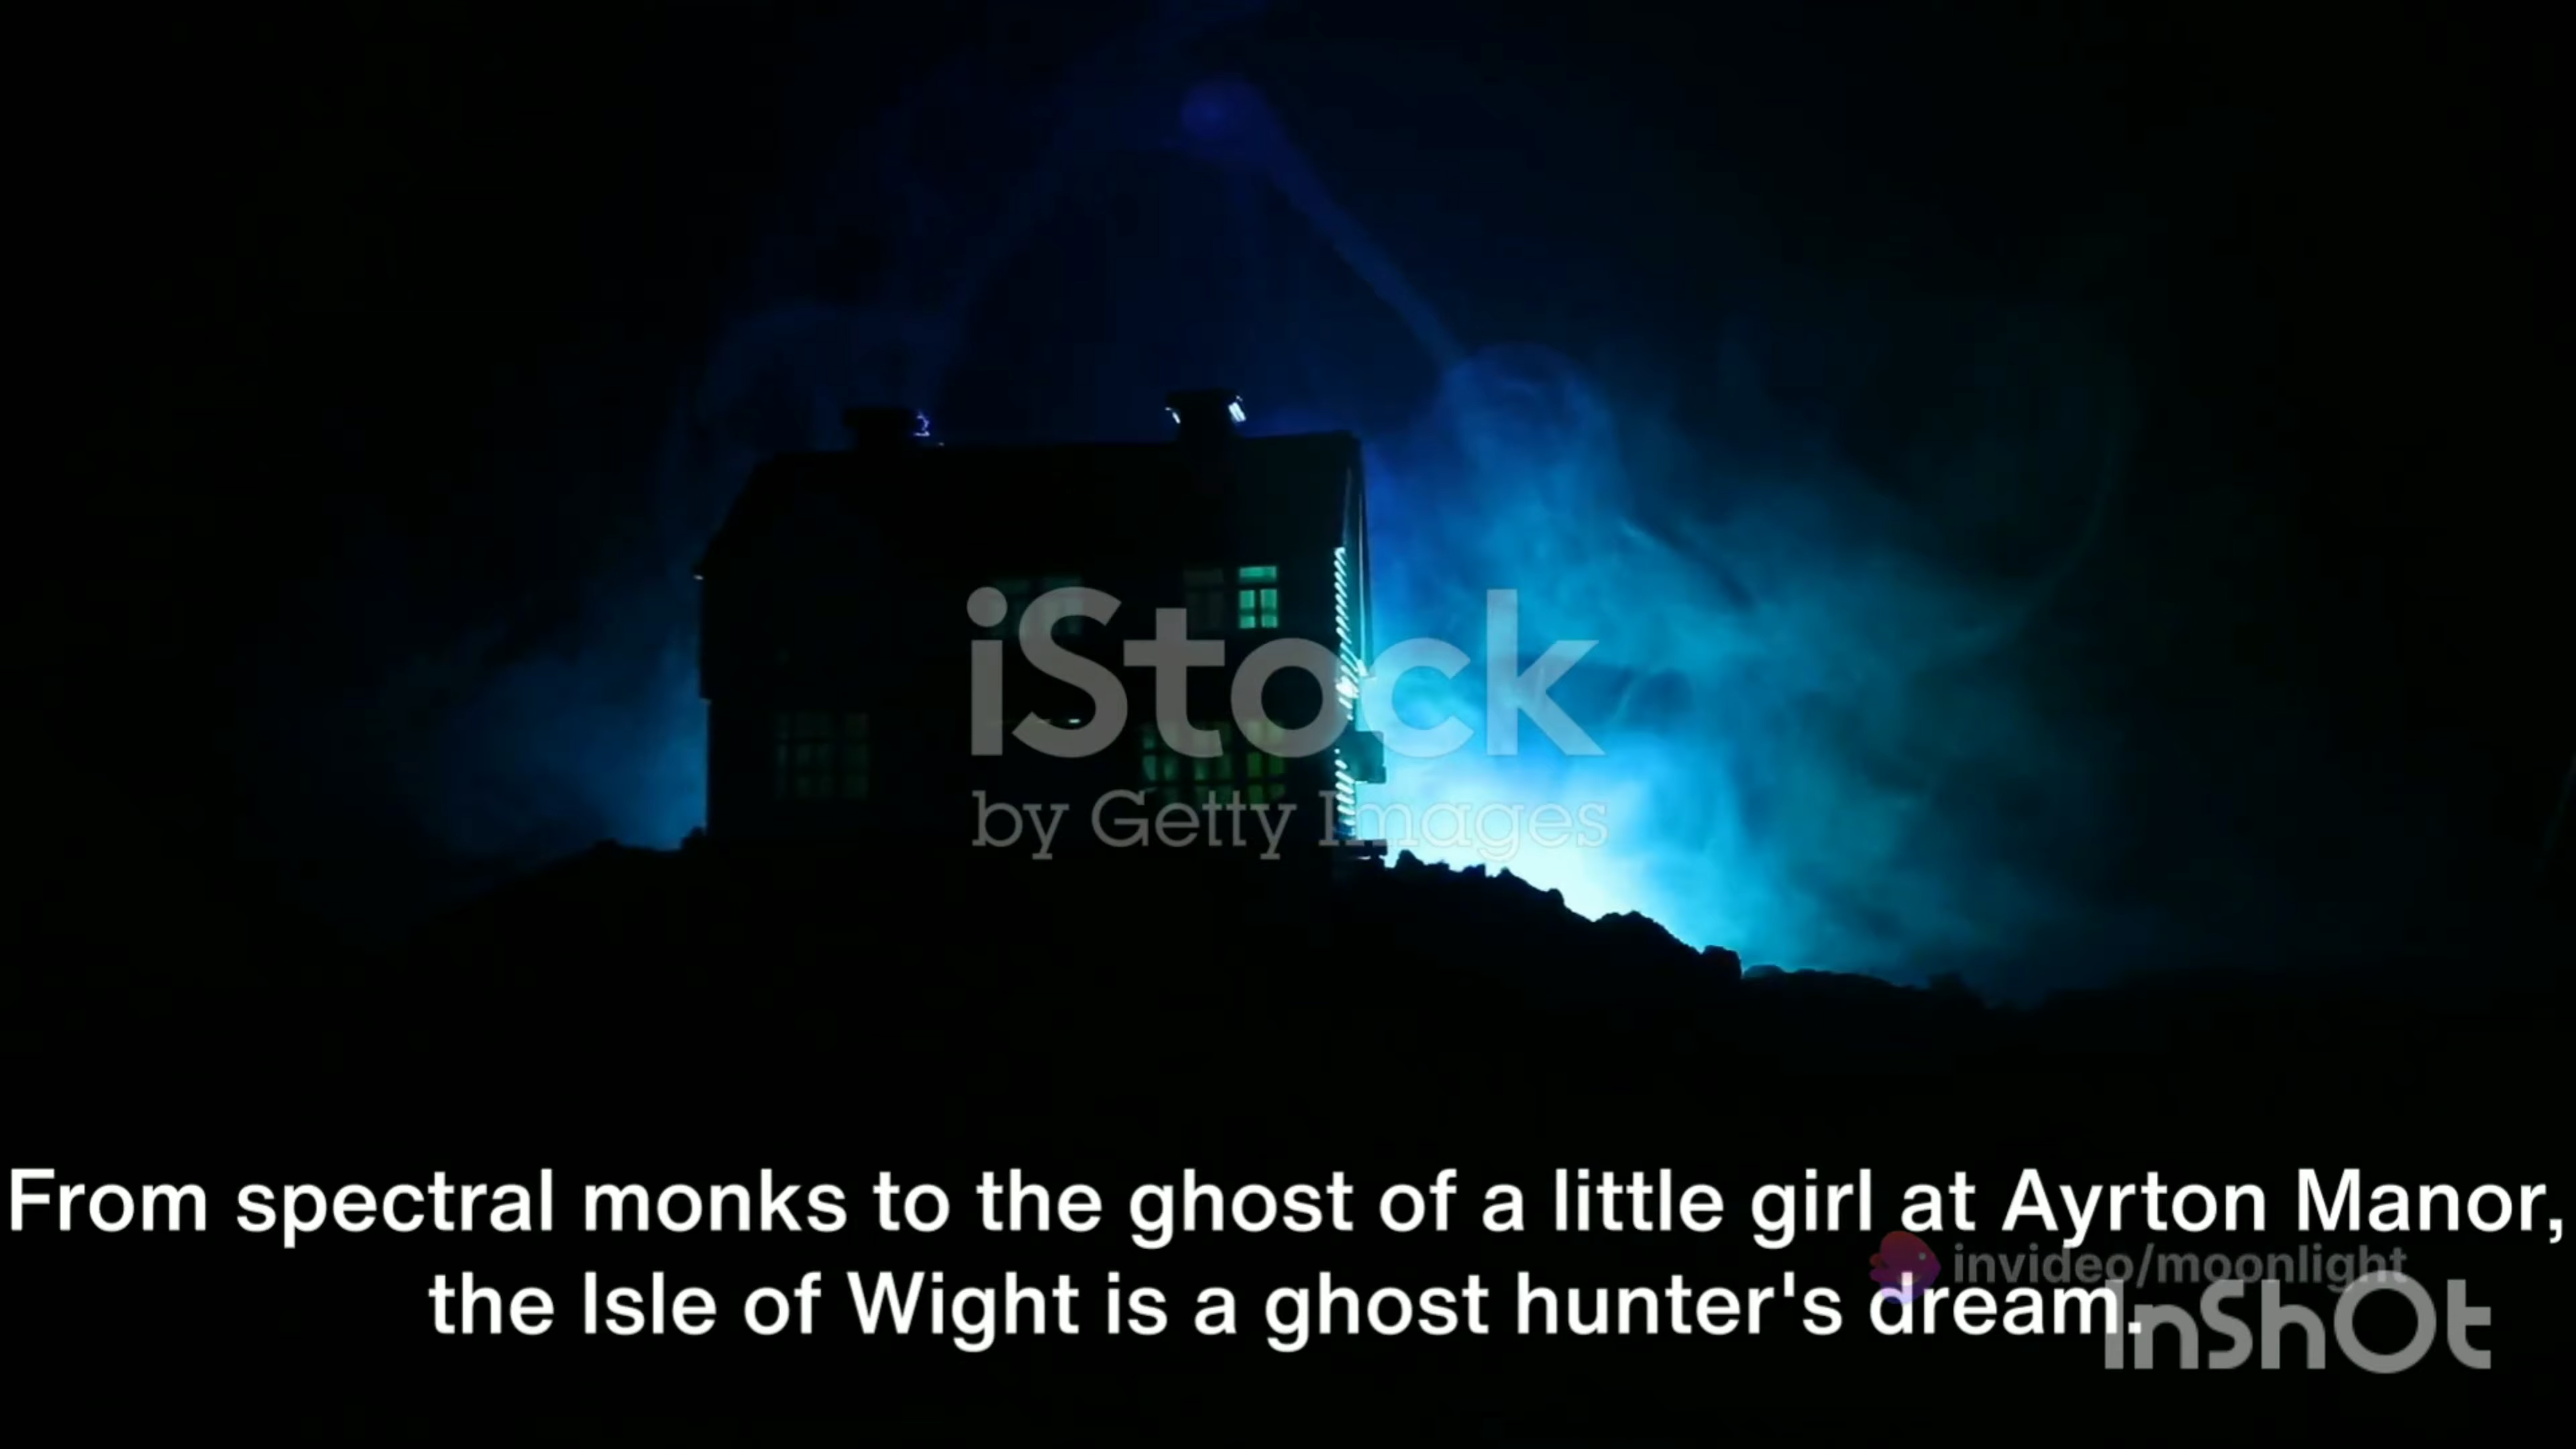 iStock
by Getty Images
From spectral monks to the ghost of a little girl at Ayrton Manor,
invideo/moonlight
the Isle of Wight is a ghost hunter's dream.
InShOt